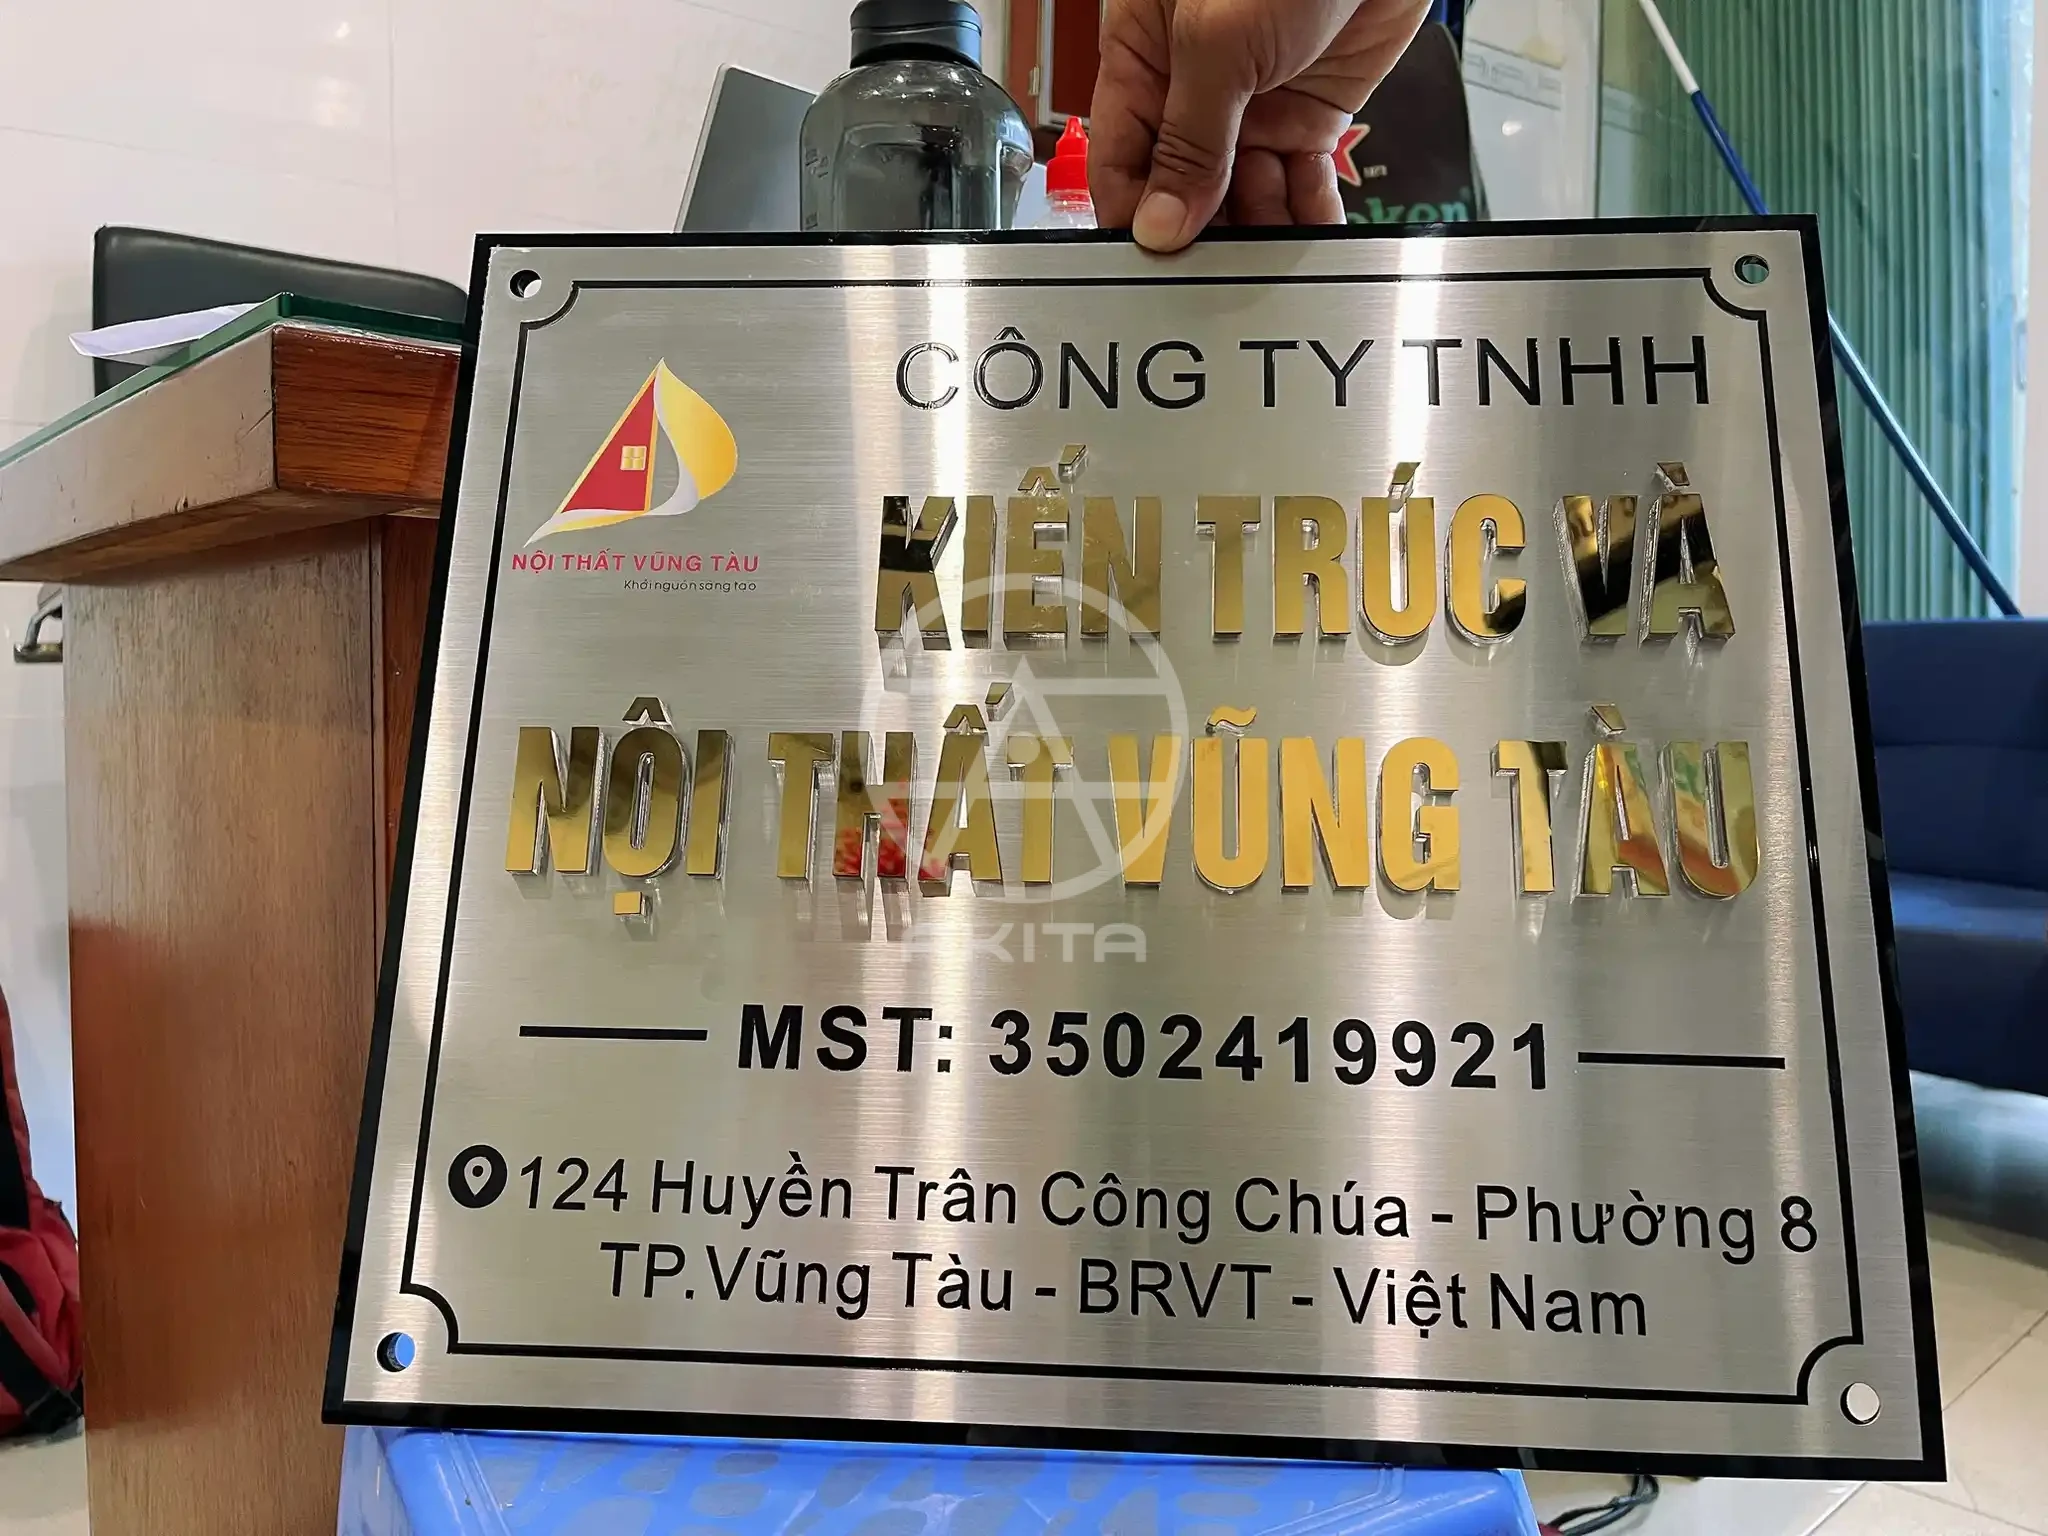 CÔNG TY TNHH
KIẾN TRÚC VÀ
NỘI THẤT VŨNG TÀU
NỘI THẤT VŨNG TÀU
Khởi nguồn sáng tạo
AKITA
MST: 3502419921
124 Huyền Trân Công Chúa - Phường 8
TP.Vũng Tàu - BRVT - Việt Nam